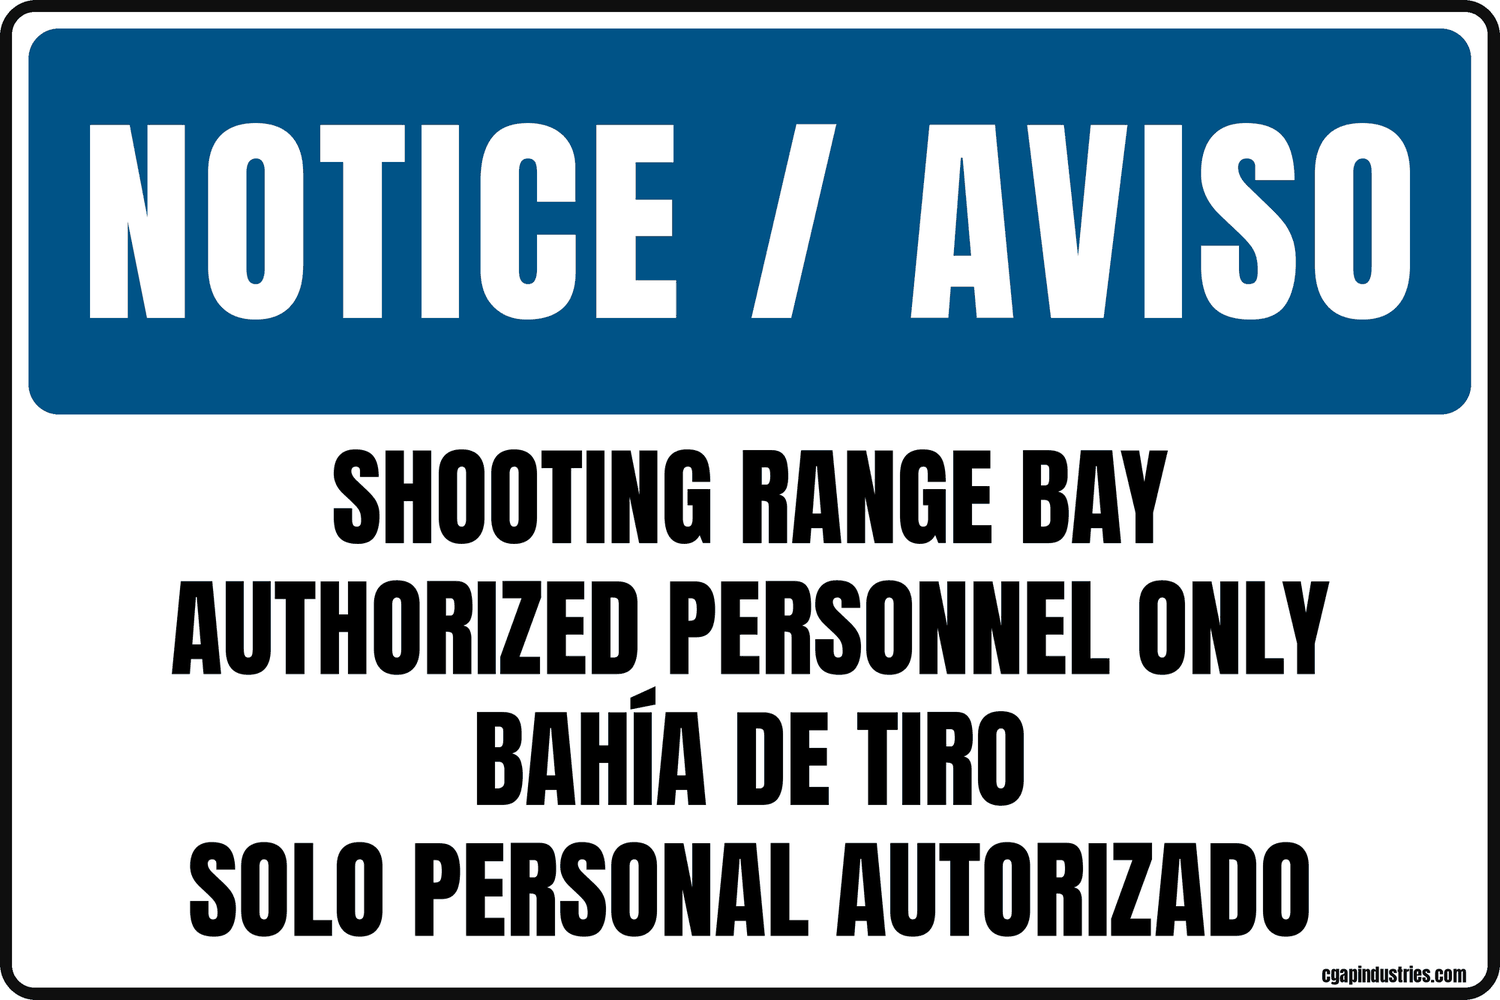 NOTICE / AVISO
SHOOTING RANGE BAY
AUTHORIZED PERSONNEL ONLY
BAHÍA DE TIRO
SOLO PERSONAL AUTORIZADO
cgapindustries.com